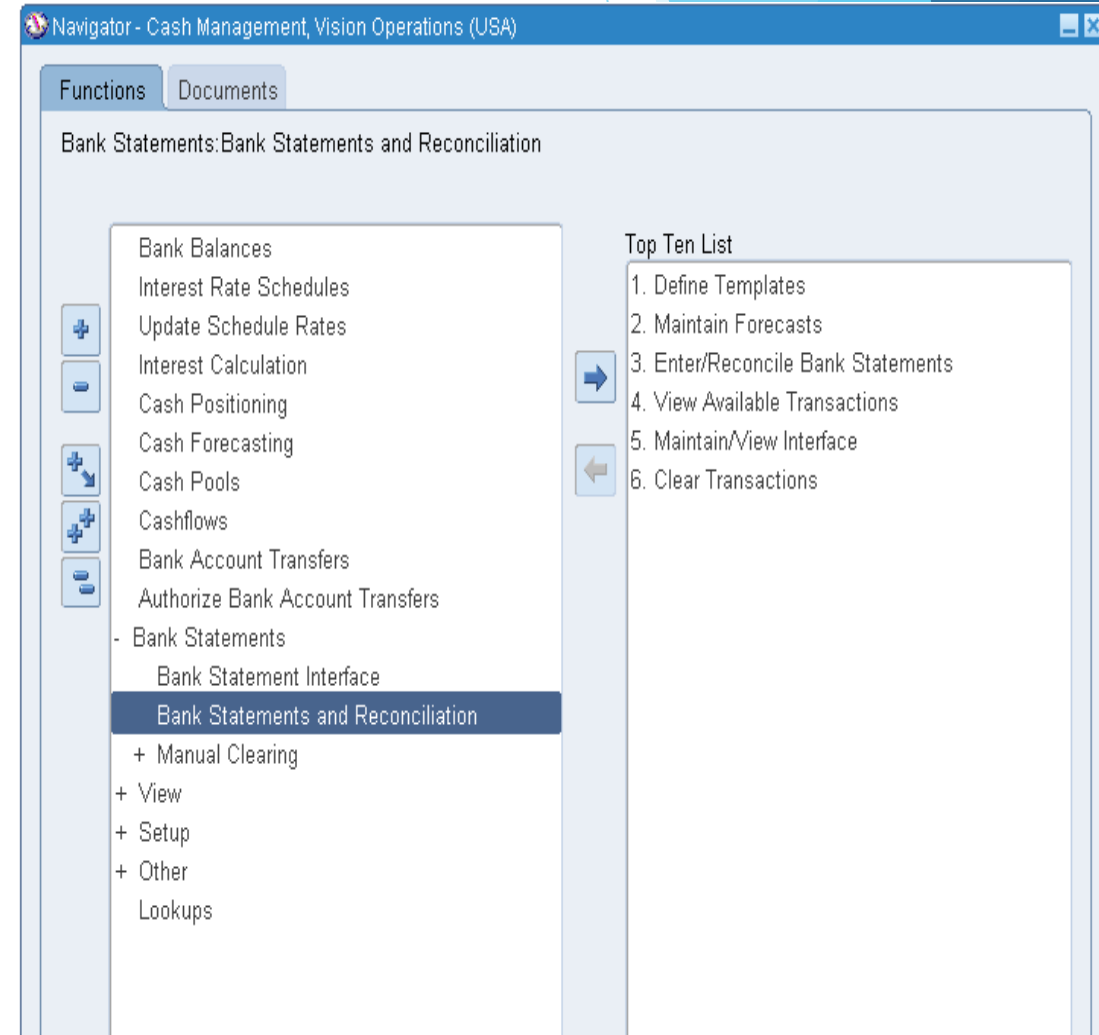 Navigator - Cash Management, Vision Operations (USA)
Functions Documents
Bank Statements:Bank Statements and Reconciliation
Bank Balances
Interest Rate Schedules
Update Schedule Rates
Interest Calculation
Cash Positioning
Cash Forecasting
Cash Pools
Cashflows
Bank Account Transfers
Authorize Bank Account Transfers
- Bank Statements
Bank Statement Interface
Bank Statements and Reconciliation
+ Manual Clearing
+ View
+ Setup
+ Other
Lookups
Top Ten List
1. Define Templates
2. Maintain Forecasts
3. Enter/Reconcile Bank Statements
4. View Available Transactions
5. Maintain/View Interface
6. Clear Transactions